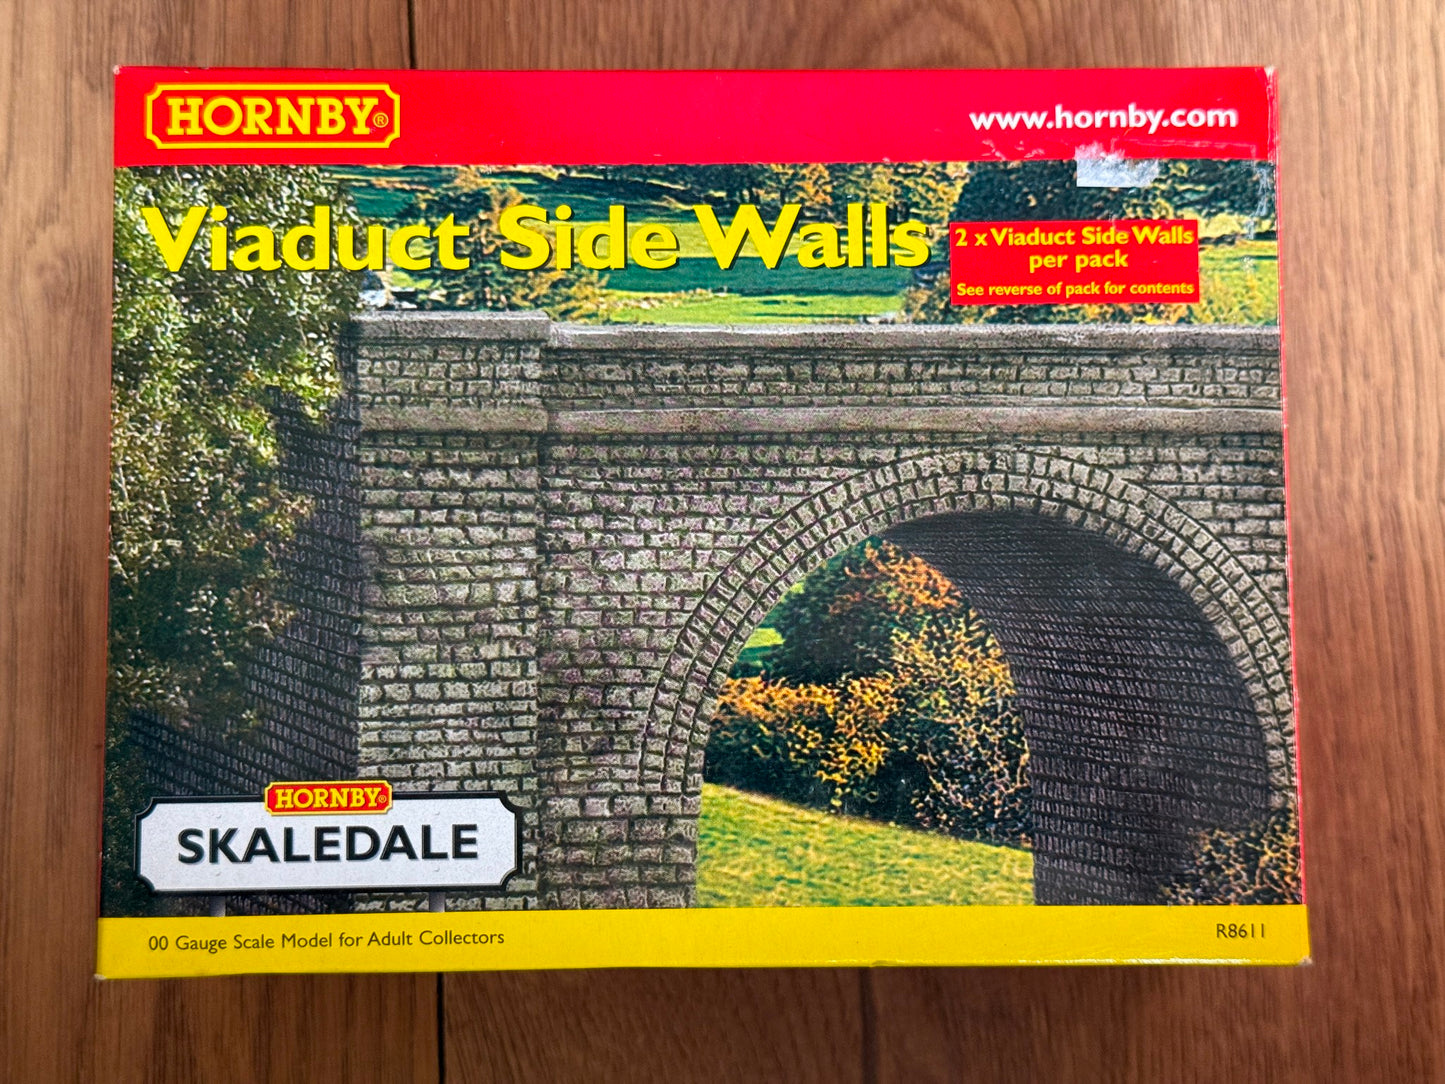 HORNBY®
www.hornby.com
Viaduct Side Walls
2 x Viaduct Side Walls
per pack
See reverse of pack for contents
HORNBY®
SKALEDALE
00 Gauge Scale Model for Adult Collectors
R8611